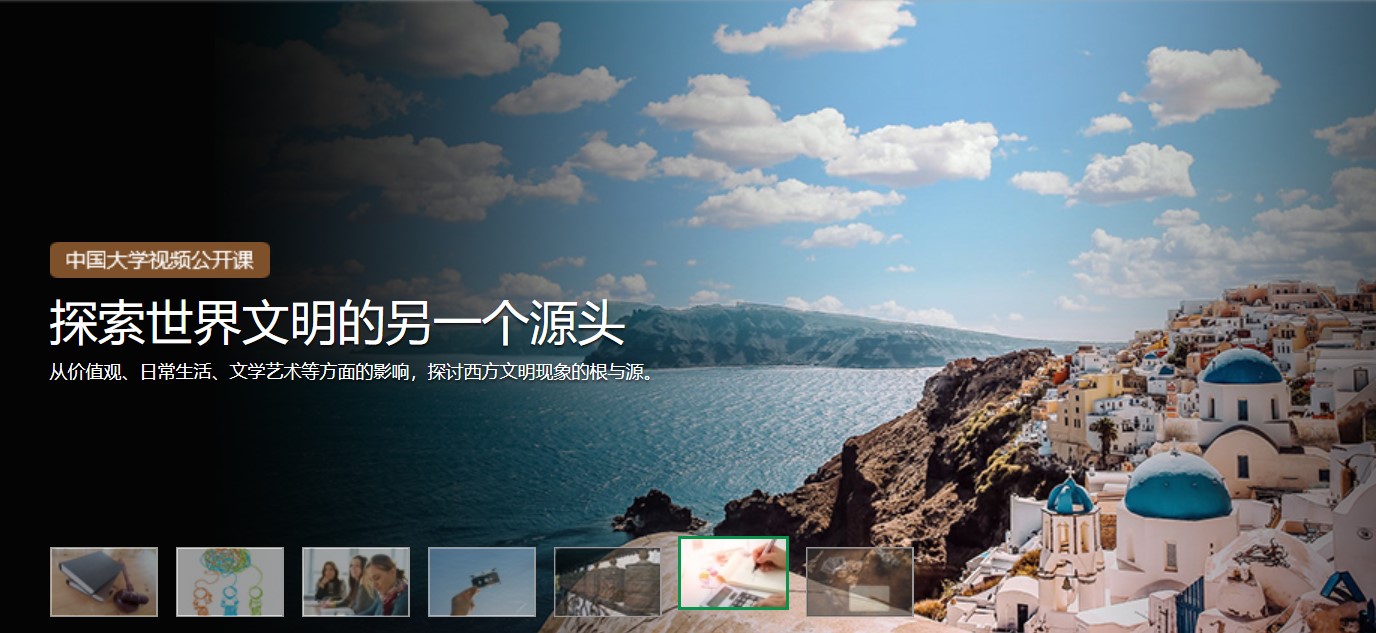 中国大学视频公开课
探索世界文明的另一个源头
从价值观、日常生活、文学艺术等方面的影响，探讨西方文明现象的根与源。